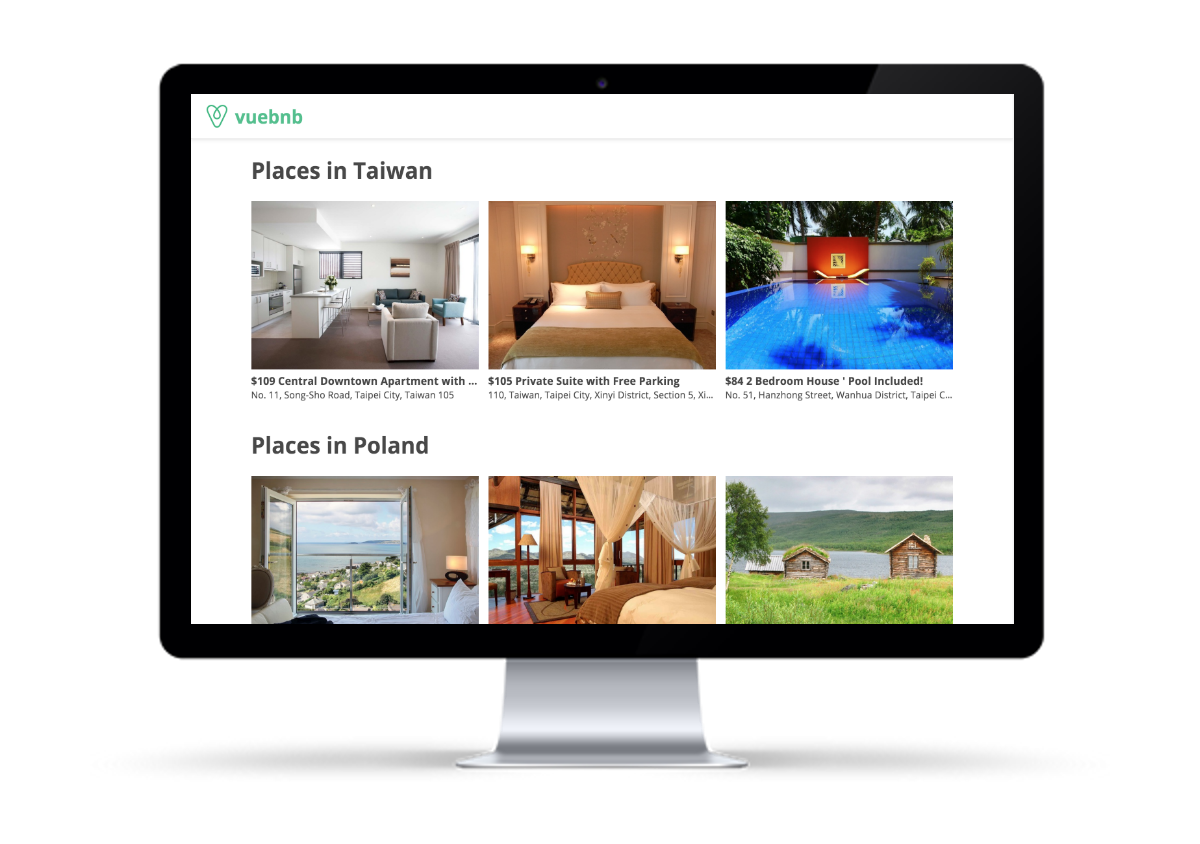 vuebnb
Places in Taiwan
$109 Central Downtown Apartment with ...
No. 11, Song-Sho Road, Taipei City, Taiwan 105
$105 Private Suite with Free Parking
110, Taiwan, Taipei City, Xinyi District, Section 5, Xi...
$84 2 Bedroom House ' Pool Included!
No. 51, Hanzhong Street, Wanhua District, Taipei C...
Places in Poland